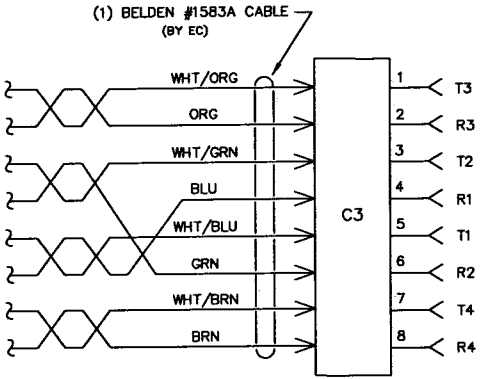 (1) BELDEN #1583A CABLE
(BY EC)
WHT/ORG
1
T3
ORG
2
R3
WHT/GRN
3
T2
BLU
4
R1
C3
WHT/BLU
5
T1
GRN
6
R2
WHT/BRN
7
T4
BRN
8
R4